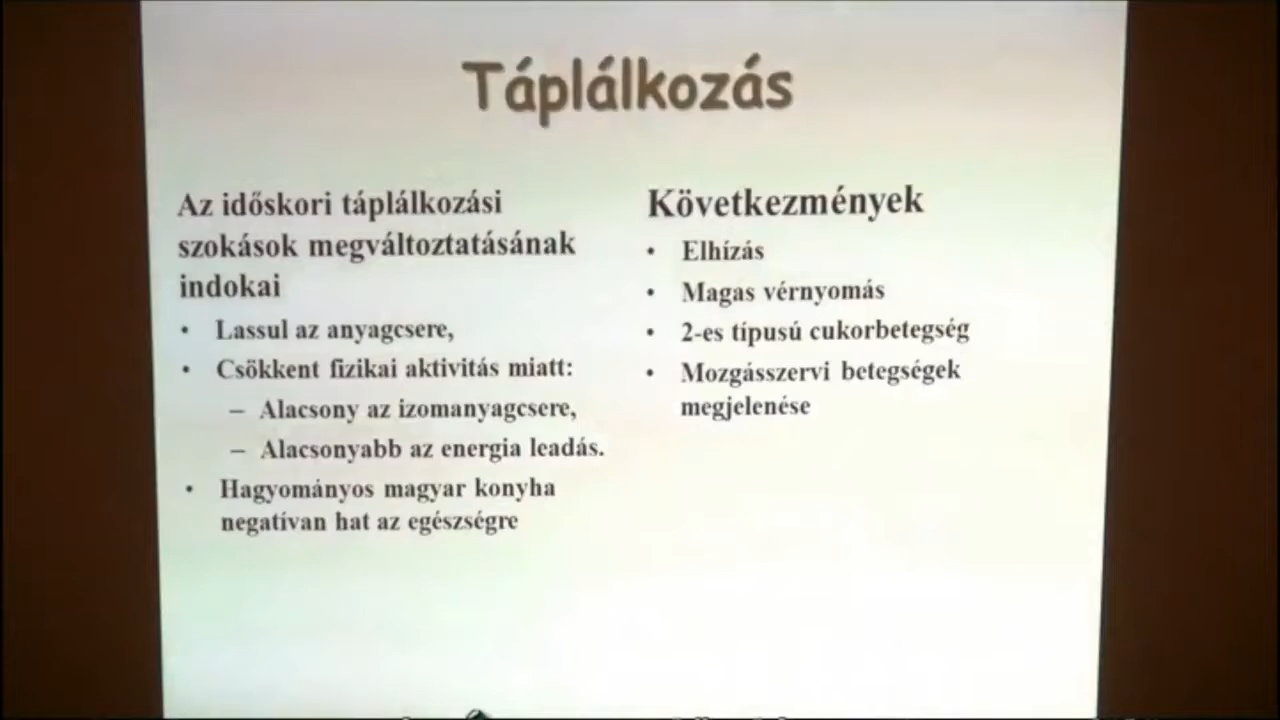 Táplálkozás
Az időskori táplálkozási
szokások megváltoztatásának
indokai
• Lassul az anyagcsere,
• Csökkent fizikai aktivitás miatt:
– Alacsony az izomanyagcsere,
– Alacsonyabb az energia leadás.
• Hagyományos magyar konyha
negatívan hat az egészségre
Következmények
• Elhízás
• Magas vérnyomás
• 2-es típusú cukorbetegség
• Mozgásszervi betegségek
megjelenése